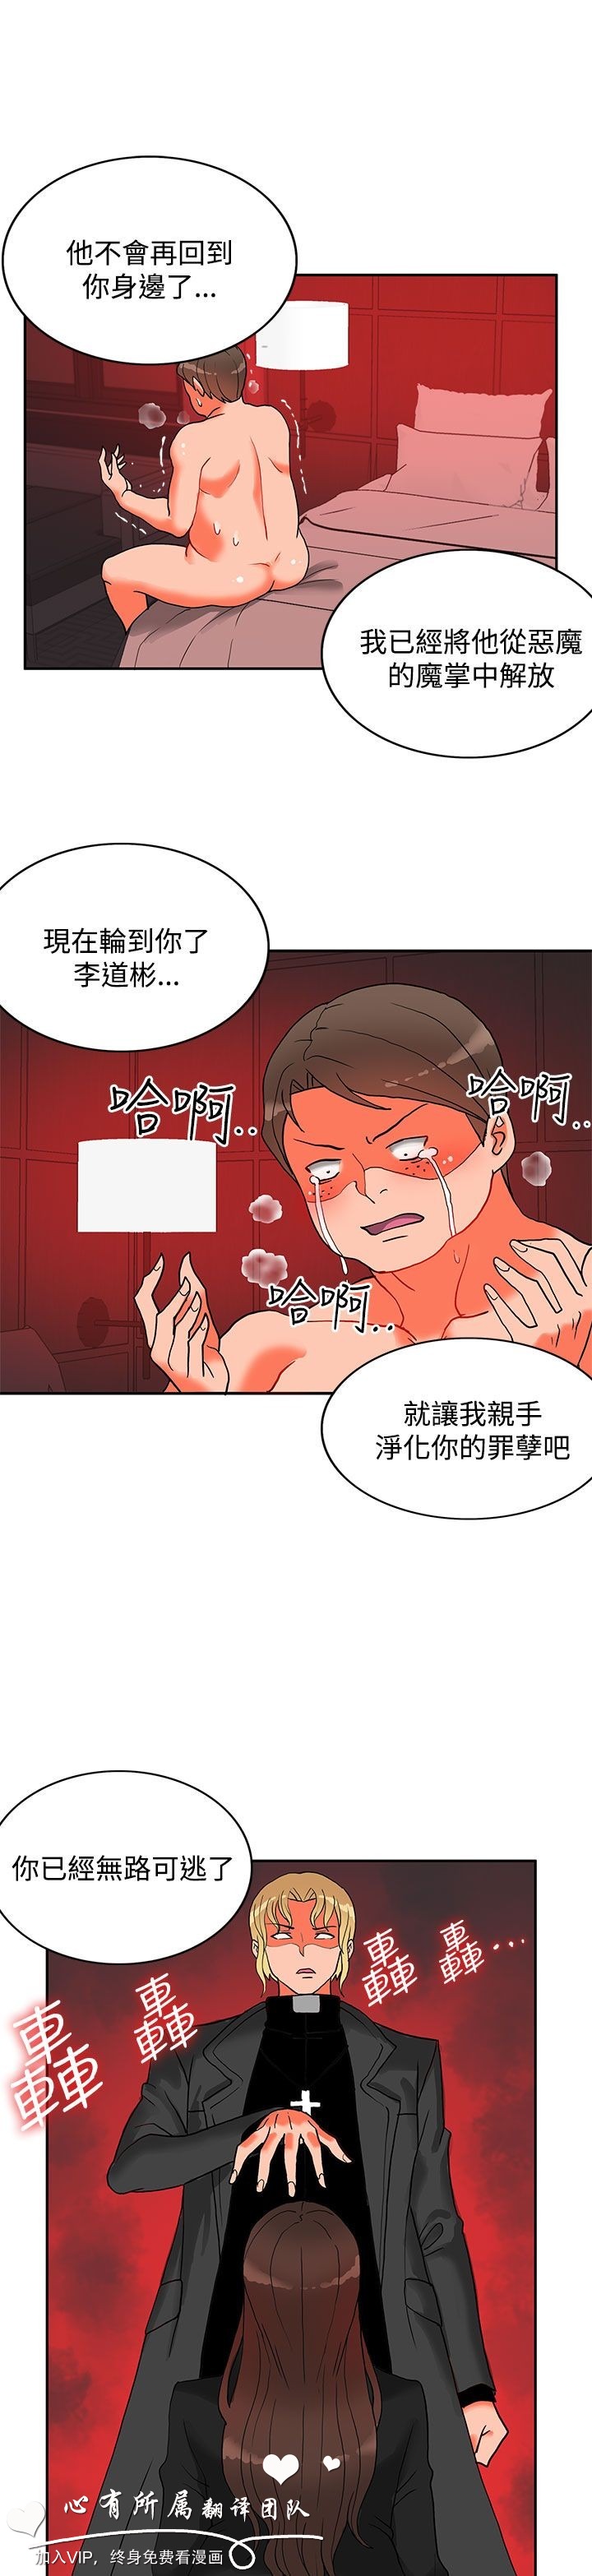 他不會再回到
你身邊了...
我已經將他從惡魔
的魔掌中解放
現在輪到你了
李道彬...
哈啊..
哈啊..
哈啊..
就讓我親手
淨化你的罪孽吧
你已經無路可逃了
轟
轟
轟
轟...
心有所属翻译团队
加入VIP，终身免费看漫画